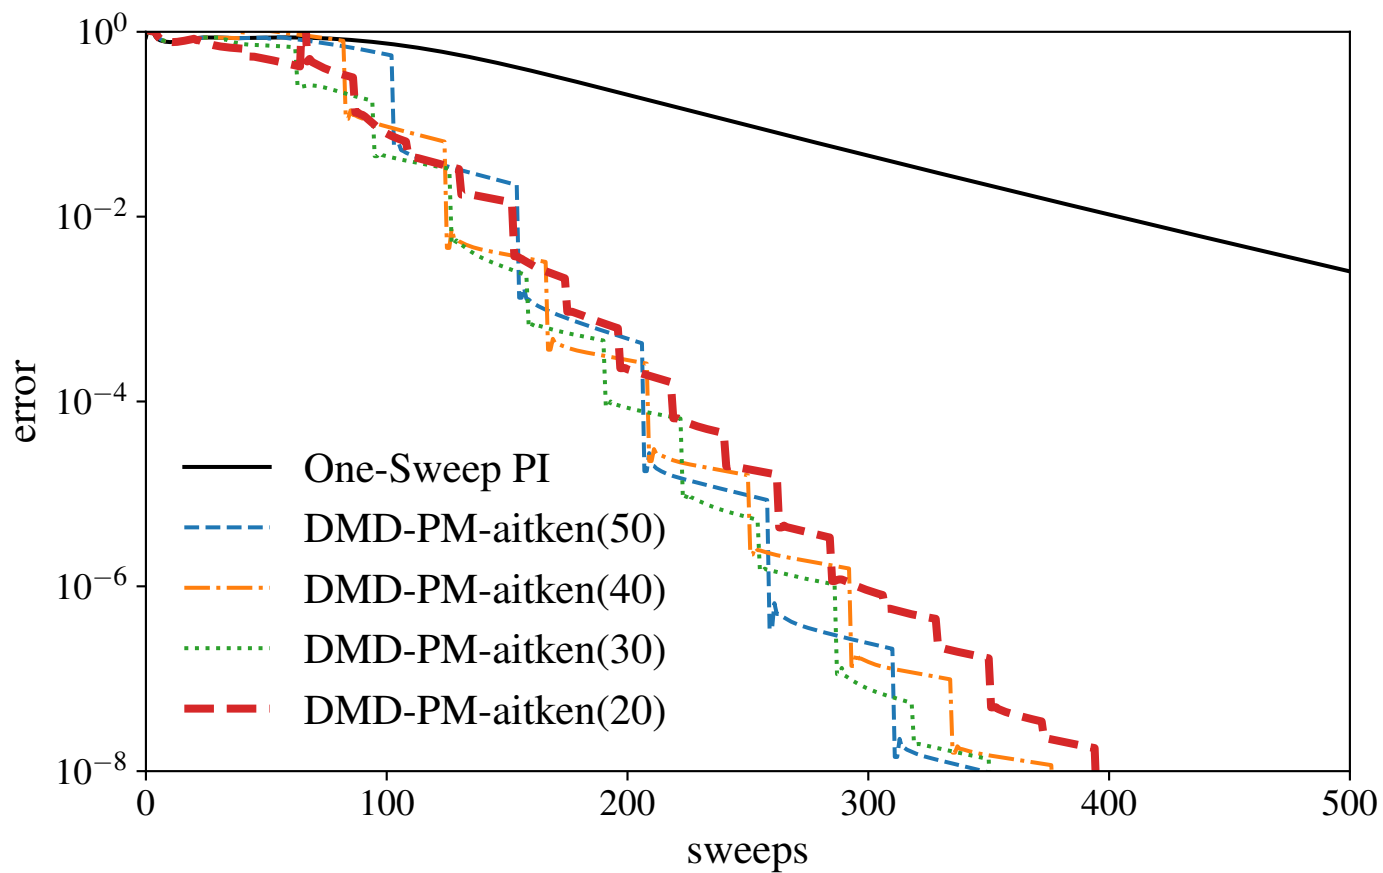 10^0
10^−2
10^−4
10^−6
10^−8
error
One-Sweep PI
DMD-PM-aitken(50)
DMD-PM-aitken(40)
DMD-PM-aitken(30)
DMD-PM-aitken(20)
0 100 200 300 400 500
sweeps